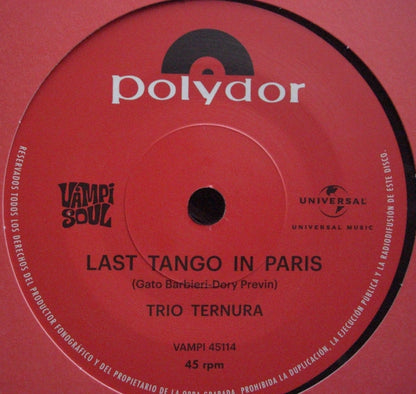 polydor
VAMPI
SOUL
UNIVERSAL
UNIVERSAL MUSIC
LAST TANGO IN PARIS
(Gato Barbieri-Dory Previn)
TRIO TERNURA
VAMPI 45114
45 rpm
RESERVADOS TODOS LOS DERECHOS DEL PRODUCTOR FONOGRÁFICO Y DEL PROPIETARIO DE LA OBRA GRABADA. PROHIBIDA LA DUPLICACIÓN, LA EJECUCIÓN PÚBLICA Y LA RADIODIFUSIÓN DE ESTE DISCO.